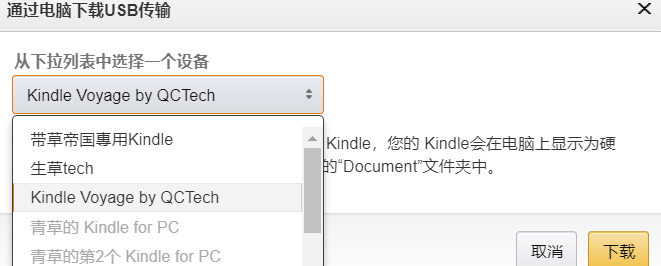 通过电脑下载USB传输
从下拉列表中选择一个设备
Kindle Voyage by QCTech
带草帝国專用Kindle
生草tech
Kindle Voyage by QCTech
青草的 Kindle for PC
青草的第2个 Kindle for PC
Kindle，您的 Kindle会在电脑上显示为硬
的“Document”文件夹中。
取消
下载